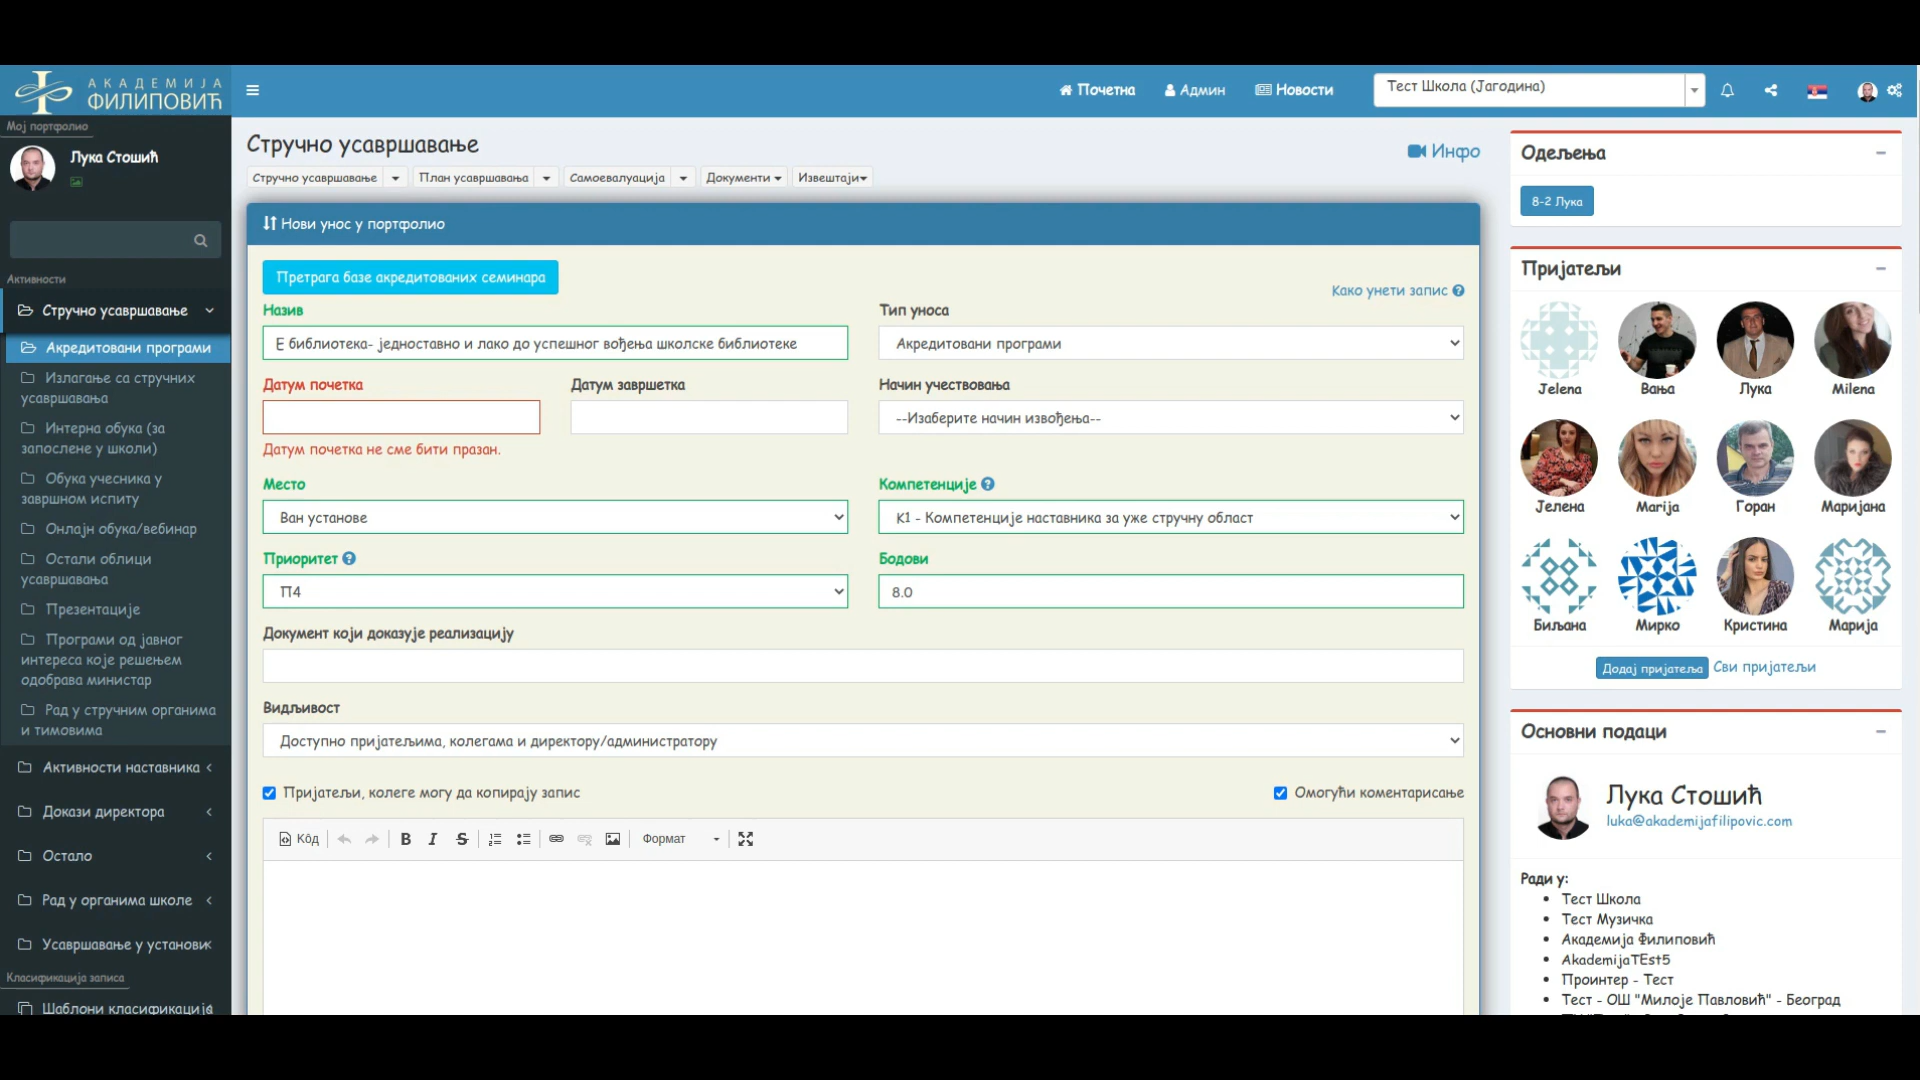 АКАДЕМИЈА
ФИЛИПОВИЋ
Почетна
Админ
Новости
Тест Школа (Јагодина)
Мој портфолио
Лука Стошић
Активности
Стручно усавршавање
Акредитовани програми
Излагање са стручних
усавршавања
Интерна обука (за
запослене у школи)
Обука учесника у
завршном испиту
Онлајн обука/вебинар
Остали облици
усавршавања
Презентације
Програми од јавног
интереса које решењем
одобрава министар
Рад у стручним органима
и тимовима
Активности наставника
Докази директора
Остало
Рад у органима школе
Усавршавање у установи
Класификација записа
Шаблони класификација
Стручно усавршавање
Инфо
Стручно усавршавање
План усавршавања
Самоевалуација
Документи
Извештаји
Нови унос у портфолио
Претрага базе акредитованих семинара
Како унети запис
Назив
Тип уноса
Е библиотека- једноставно и лако до успешног вођења школске библиотеке
Акредитовани програми
Датум почетка
Датум завршетка
Начин учествовања
--Изаберите начин извођења--
Датум почетка не сме бити празан.
Место
Компетенције
Ван установе
К1 - Компетенције наставника за уже стручну област
Приоритет
Бодови
П4
8.0
Документ који доказује реализацију
Видљивост
Доступно пријатељима, колегама и директору/администратору
Пријатељи, колеге могу да копирају запис
Омогући коментарисање
Кôд
B I S
Формат
Одељења
8-2 Лука
Пријатељи
Jelena
Вања
Лука
Milena
Јелена
Marija
Горан
Маријана
Биљана
Мирко
Кристина
Марија
Додај пријатеља
Сви пријатељи
Основни подаци
Лука Стошић
luka@akademijafilipovic.com
Ради у:
Тест Школа
Тест Музичка
Академија Филиповић
AkademijaTEst5
Проинтер - Тест
Тест - ОШ "Милоје Павловић" - Београд